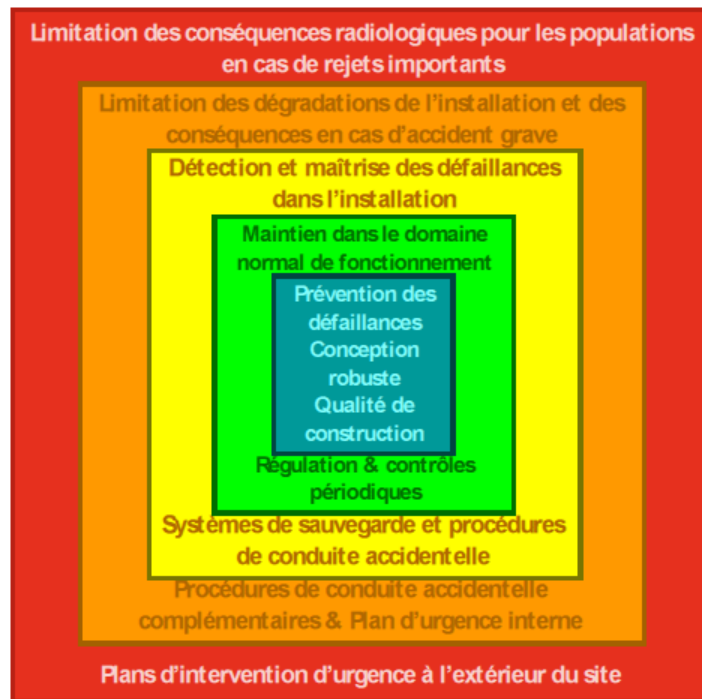 Limitation des conséquences radiologiques pour les populations
en cas de rejets importants
Limitation des dégradations de l'installation et des
conséquences en cas d'accident grave
Détection et maîtrise des défaillances
dans l'installation
Maintien dans le domaine
normal de fonctionnement
Prévention des
défaillances
Conception
robuste
Qualité de
construction
Régulation & contrôles
périodiques
Systèmes de sauvegarde et procédures
de conduite accidentelle
Procédures de conduite accidentelle
complémentaires & Plan d'urgence interne
Plans d'intervention d'urgence à l'extérieur du site